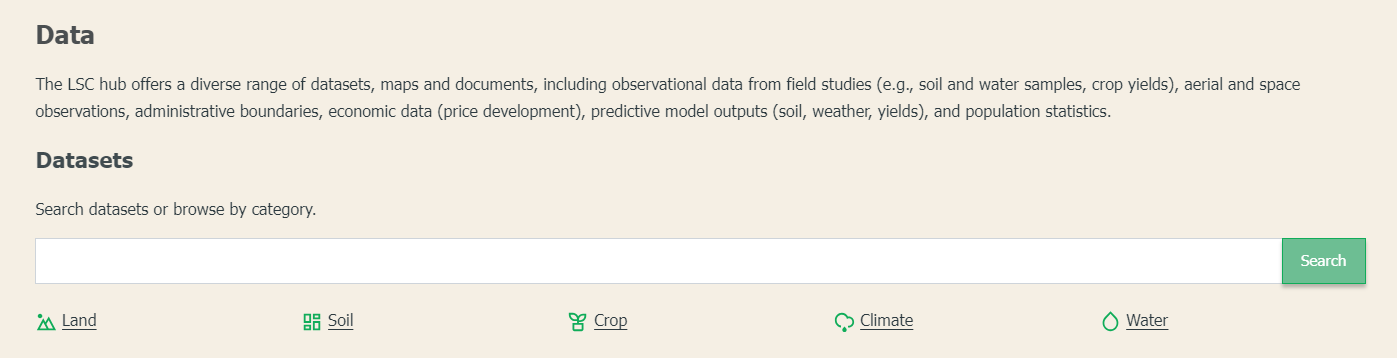 Data
The LSC hub offers a diverse range of datasets, maps and documents, including observational data from field studies (e.g., soil and water samples, crop yields), aerial and space
observations, administrative boundaries, economic data (price development), predictive model outputs (soil, weather, yields), and population statistics.
Datasets
Search datasets or browse by category.
Search
Land Soil Crop Climate Water